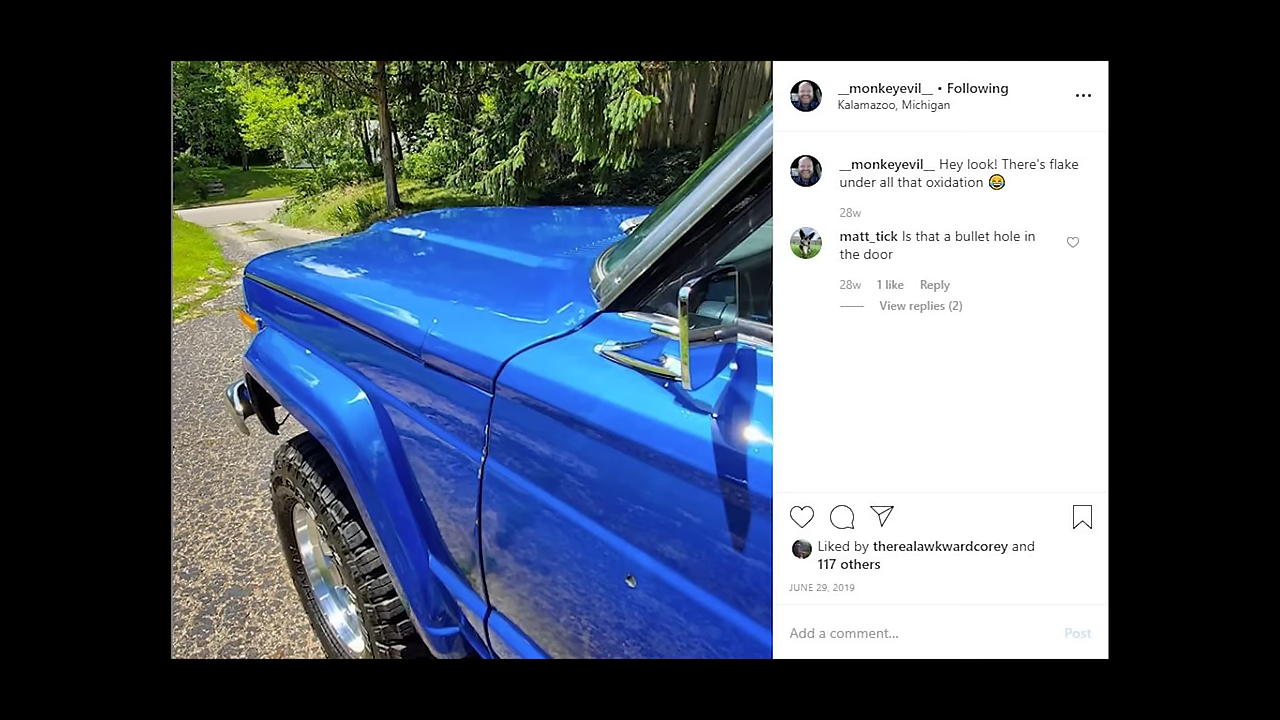 __monkeyevil__ • Following
Kalamazoo, Michigan
__monkeyevil__ Hey look! There's flake
under all that oxidation 😂
28w
matt_tick Is that a bullet hole in
the door
28w 1 like Reply
View replies (2)
Liked by therealawkwardcorey and
117 others
JUNE 29, 2019
Add a comment... Post